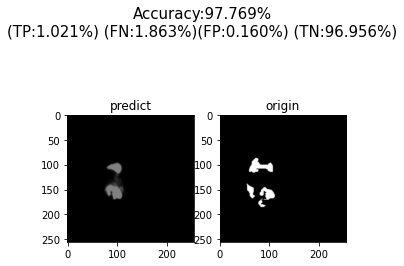 Accuracy:97.769%
(TP:1.021%) (FN:1.863%)(FP:0.160%) (TN:96.956%)
predict origin
0 0
50 50
100 100
150 150
200 200
250 250
0 100 200 0 100 200